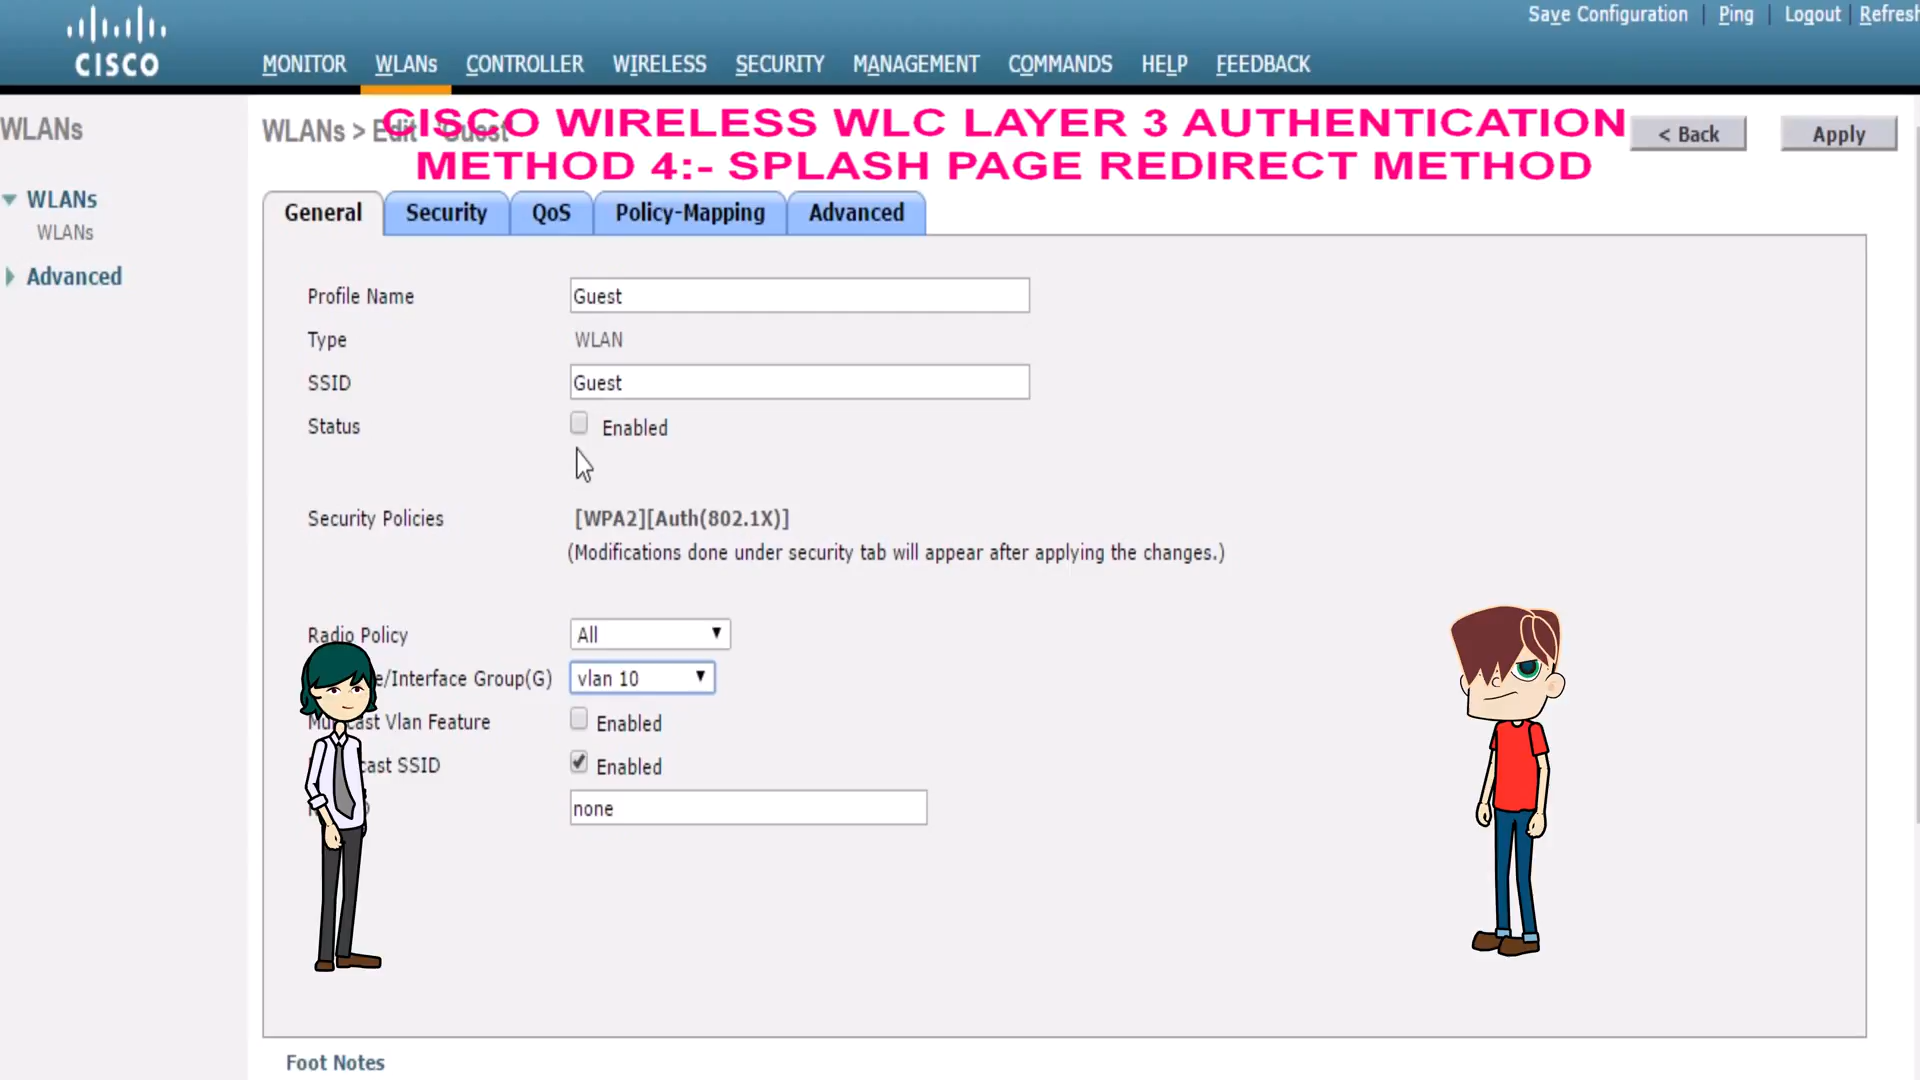 Save Configuration | Ping | Logout | Refresh
CISCO
MONITOR WLANs CONTROLLER WIRELESS SECURITY MANAGEMENT COMMANDS HELP FEEDBACK
WLANs
WLANs > Edit 'Guest'
CISCO WIRELESS WLC LAYER 3 AUTHENTICATION
METHOD 4:- SPLASH PAGE REDIRECT METHOD
< Back Apply
WLANs
WLANs
Advanced
General Security QoS Policy-Mapping Advanced
Profile Name Guest
Type WLAN
SSID Guest
Status Enabled
Security Policies [WPA2][Auth(802.1X)]
(Modifications done under security tab will appear after applying the changes.)
Radio Policy All
e/Interface Group(G) vlan 10
Vlan Feature Enabled
cast SSID Enabled
none
Foot Notes